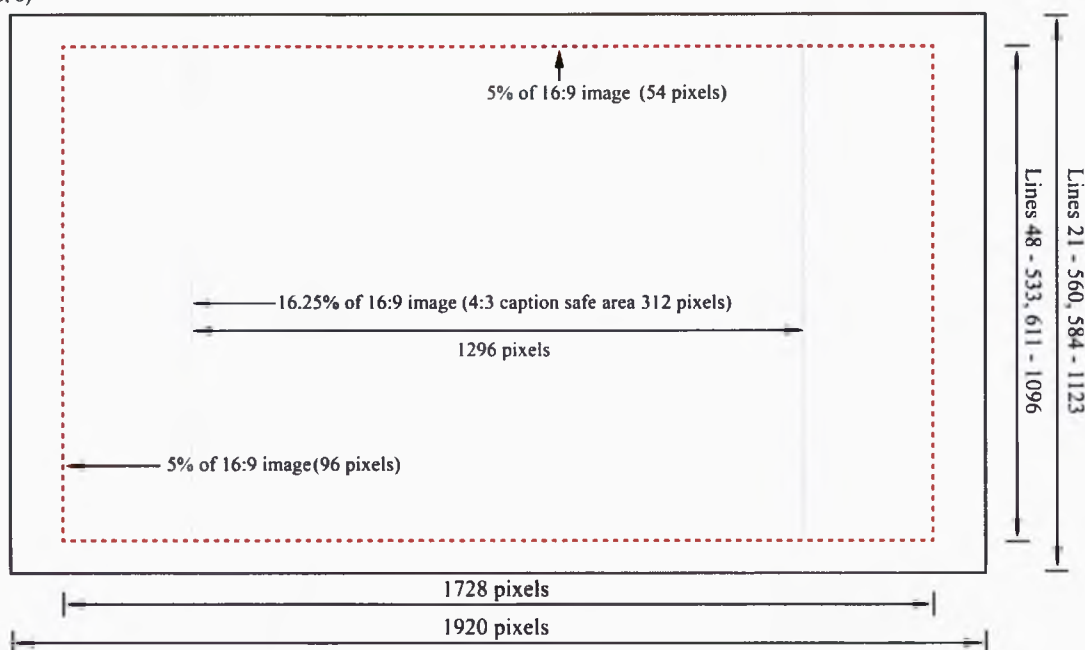 5% of 16:9 image (54 pixels)
16.25% of 16:9 image (4:3 caption safe area 312 pixels)
1296 pixels
5% of 16:9 image (96 pixels)
1728 pixels
1920 pixels
Lines 48 - 533, 611 - 1096
Lines 21 - 560, 584 - 1123